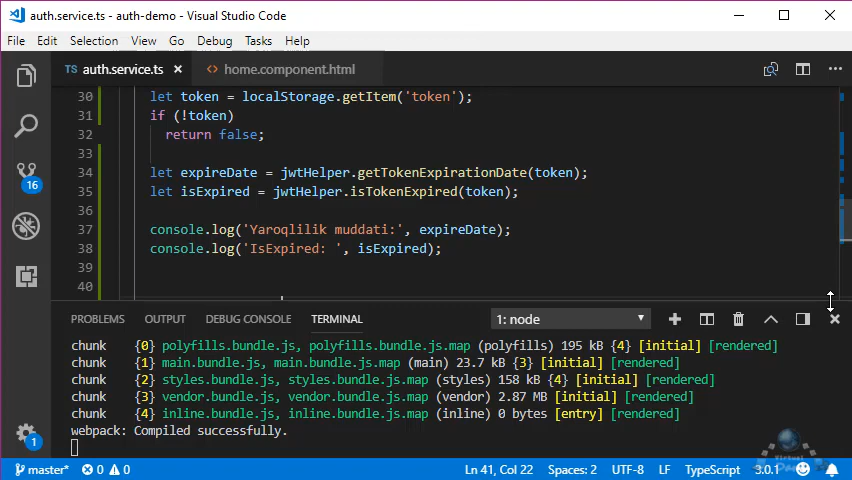 auth.service.ts - auth-demo - Visual Studio Code
File Edit Selection View Go Debug Tasks Help
TS auth.service.ts × <> home.component.html ...
30 let token = localStorage.getItem('token');
31 if (!token)
32 return false;
33
34 let expireDate = jwtHelper.getTokenExpirationDate(token);
35 let isExpired = jwtHelper.isTokenExpired(token);
36
37 console.log('Yaroqlilik muddati:', expireDate);
38 console.log('IsExpired: ', isExpired);
39
40
16
PROBLEMS OUTPUT DEBUG CONSOLE TERMINAL 1: node
chunk {0} polyfills.bundle.js, polyfills.bundle.js.map (polyfills) 195 kB {4} [initial] [rendered]
chunk {1} main.bundle.js, main.bundle.js.map (main) 23.7 kB {3} [initial] [rendered]
chunk {2} styles.bundle.js, styles.bundle.js.map (styles) 158 kB {4} [initial] [rendered]
chunk {3} vendor.bundle.js, vendor.bundle.js.map (vendor) 2.87 MB [initial] [rendered]
chunk {4} inline.bundle.js, inline.bundle.js.map (inline) 0 bytes [entry] [rendered]
webpack: Compiled successfully.
1
master* 0 0 Ln 41, Col 22 Spaces: 2 UTF-8 LF TypeScript 3.0.1
Virtual